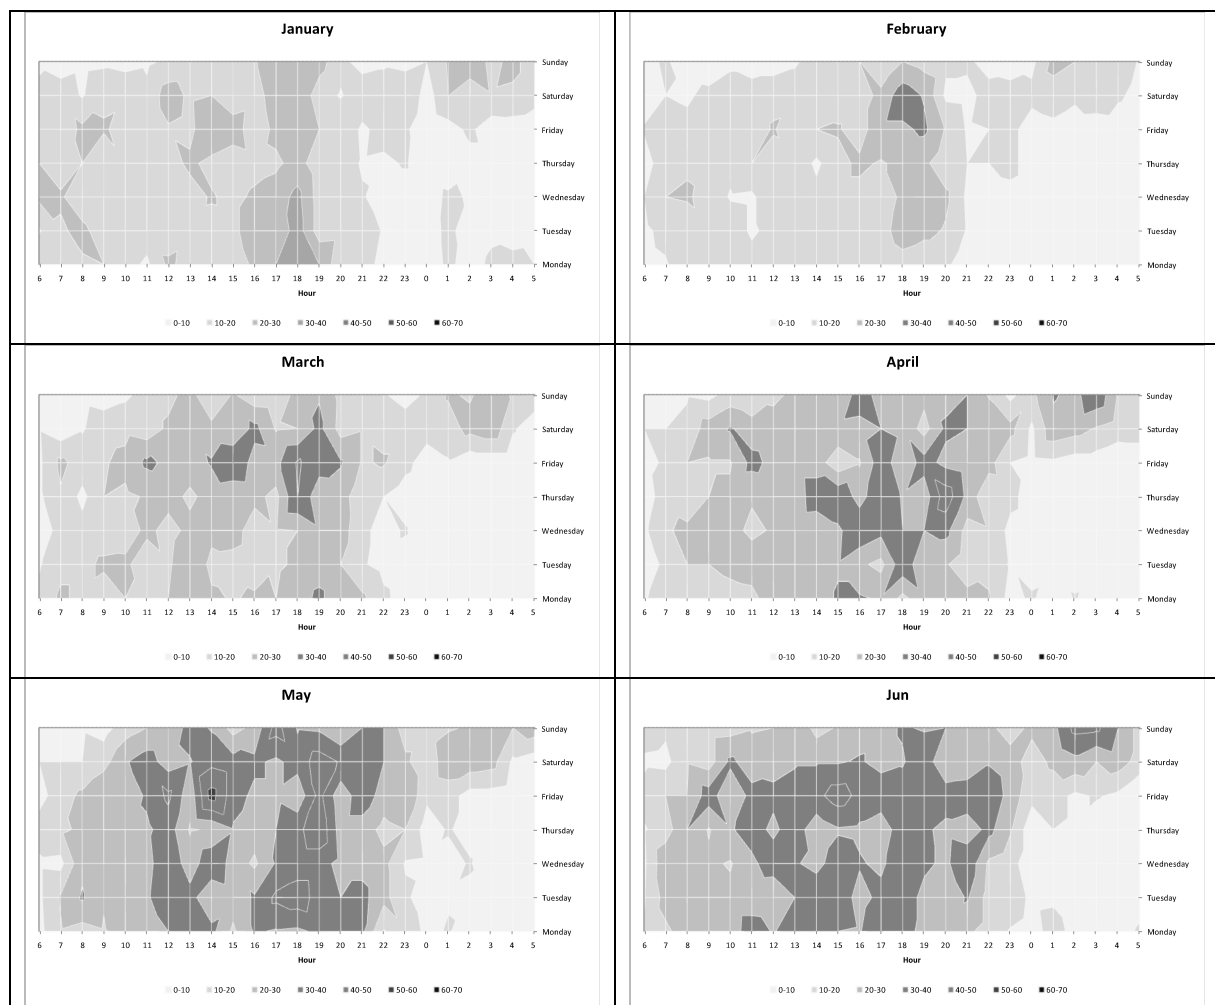 January
Sunday
Saturday
Friday
Thursday
Wednesday
Tuesday
Monday
6 7 8 9 10 11 12 13 14 15 16 17 18 19 20 21 22 23 0 1 2 3 4 5
Hour
0-10 10-20 20-30 30-40 40-50 50-60 60-70
February
Sunday
Saturday
Friday
Thursday
Wednesday
Tuesday
Monday
6 7 8 9 10 11 12 13 14 15 16 17 18 19 20 21 22 23 0 1 2 3 4 5
Hour
0-10 10-20 20-30 30-40 40-50 50-60 60-70
March
Sunday
Saturday
Friday
Thursday
Wednesday
Tuesday
Monday
6 7 8 9 10 11 12 13 14 15 16 17 18 19 20 21 22 23 0 1 2 3 4 5
Hour
0-10 10-20 20-30 30-40 40-50 50-60 60-70
April
Sunday
Saturday
Friday
Thursday
Wednesday
Tuesday
Monday
6 7 8 9 10 11 12 13 14 15 16 17 18 19 20 21 22 23 0 1 2 3 4 5
Hour
0-10 10-20 20-30 30-40 40-50 50-60 60-70
May
Sunday
Saturday
Friday
Thursday
Wednesday
Tuesday
Monday
6 7 8 9 10 11 12 13 14 15 16 17 18 19 20 21 22 23 0 1 2 3 4 5
Hour
0-10 10-20 20-30 30-40 40-50 50-60 60-70
Jun
Sunday
Saturday
Friday
Thursday
Wednesday
Tuesday
Monday
6 7 8 9 10 11 12 13 14 15 16 17 18 19 20 21 22 23 0 1 2 3 4 5
Hour
0-10 10-20 20-30 30-40 40-50 50-60 60-70